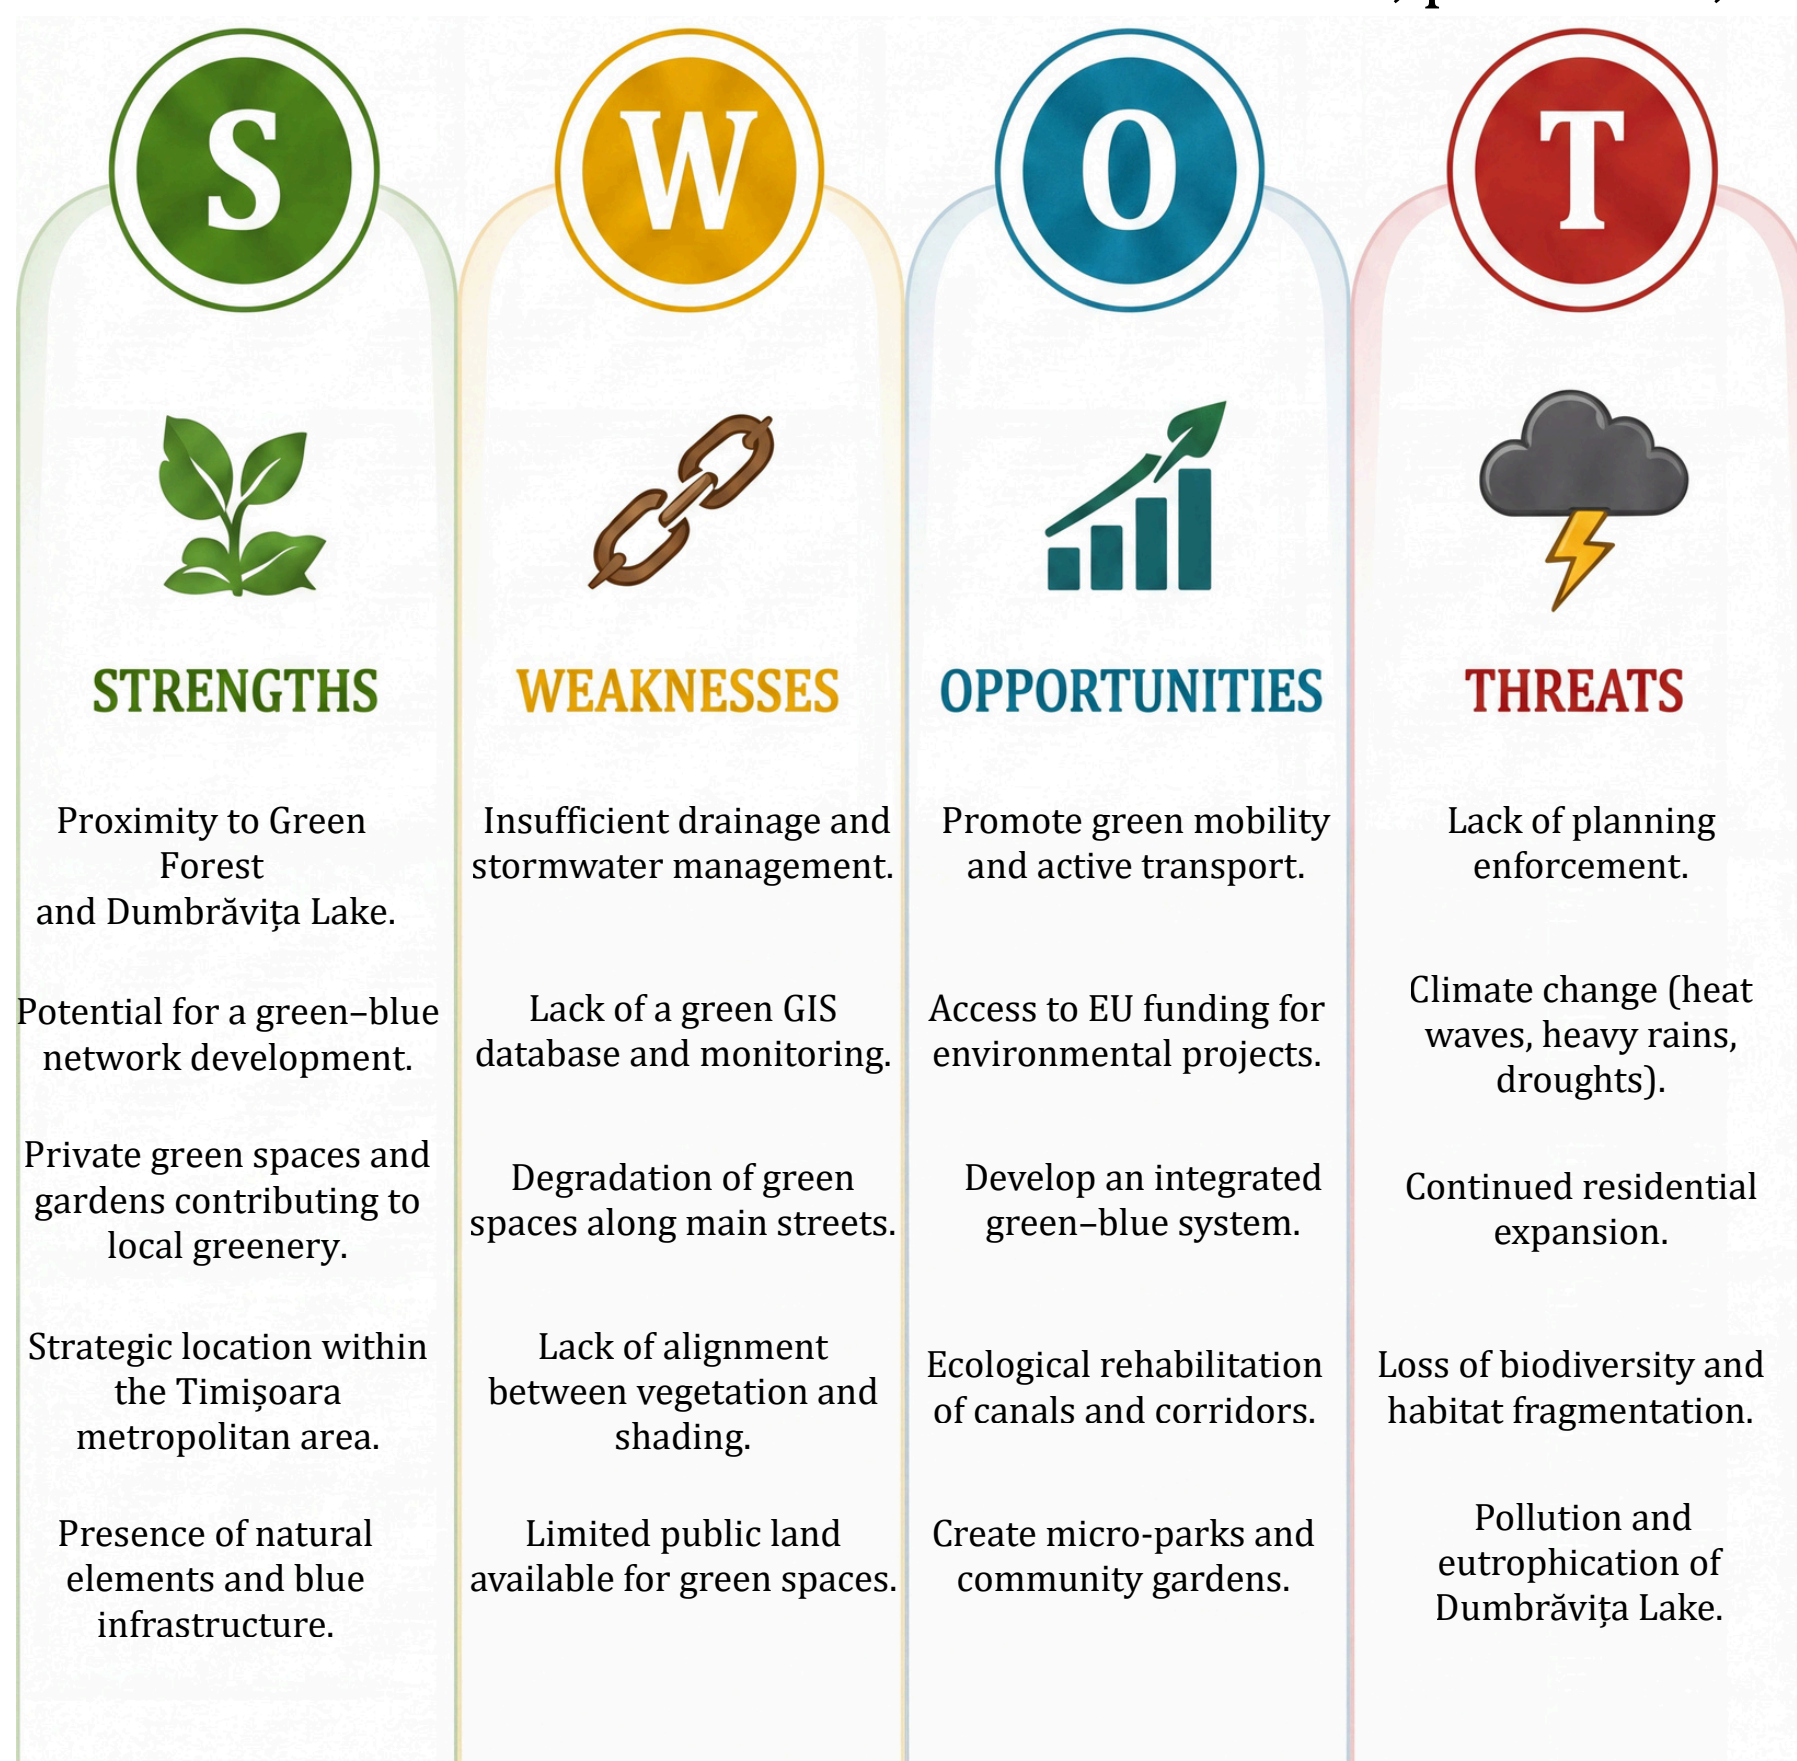 S
W
O
T
STRENGTHS
Proximity to Green
Forest
and Dumbrăvița Lake.
Potential for a green–blue
network development.
Private green spaces and
gardens contributing to
local greenery.
Strategic location within
the Timișoara
metropolitan area.
Presence of natural
elements and blue
infrastructure.
WEAKNESSES
Insufficient drainage and
stormwater management.
Lack of a green GIS
database and monitoring.
Degradation of green
spaces along main streets.
Lack of alignment
between vegetation and
shading.
Limited public land
available for green spaces.
OPPORTUNITIES
Promote green mobility
and active transport.
Access to EU funding for
environmental projects.
Develop an integrated
green–blue system.
Ecological rehabilitation
of canals and corridors.
Create micro-parks and
community gardens.
THREATS
Lack of planning
enforcement.
Climate change (heat
waves, heavy rains,
droughts).
Continued residential
expansion.
Loss of biodiversity and
habitat fragmentation.
Pollution and
eutrophication of
Dumbrăvița Lake.